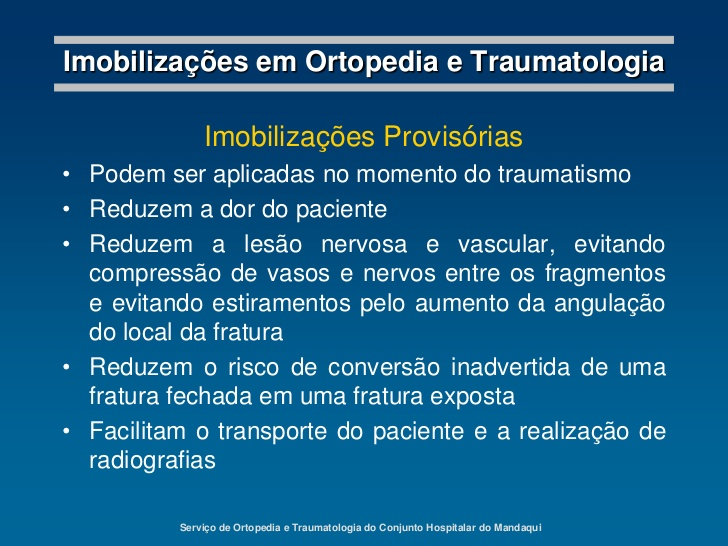 Imobilizações em Ortopedia e Traumatologia
Imobilizações Provisórias
• Podem ser aplicadas no momento do traumatismo
• Reduzem a dor do paciente
• Reduzem a lesão nervosa e vascular, evitando
compressão de vasos e nervos entre os fragmentos
e evitando estiramentos pelo aumento da angulação
do local da fratura
• Reduzem o risco de conversão inadvertida de uma
fratura fechada em uma fratura exposta
• Facilitam o transporte do paciente e a realização de
radiografias
Serviço de Ortopedia e Traumatologia do Conjunto Hospitalar do Mandaqui